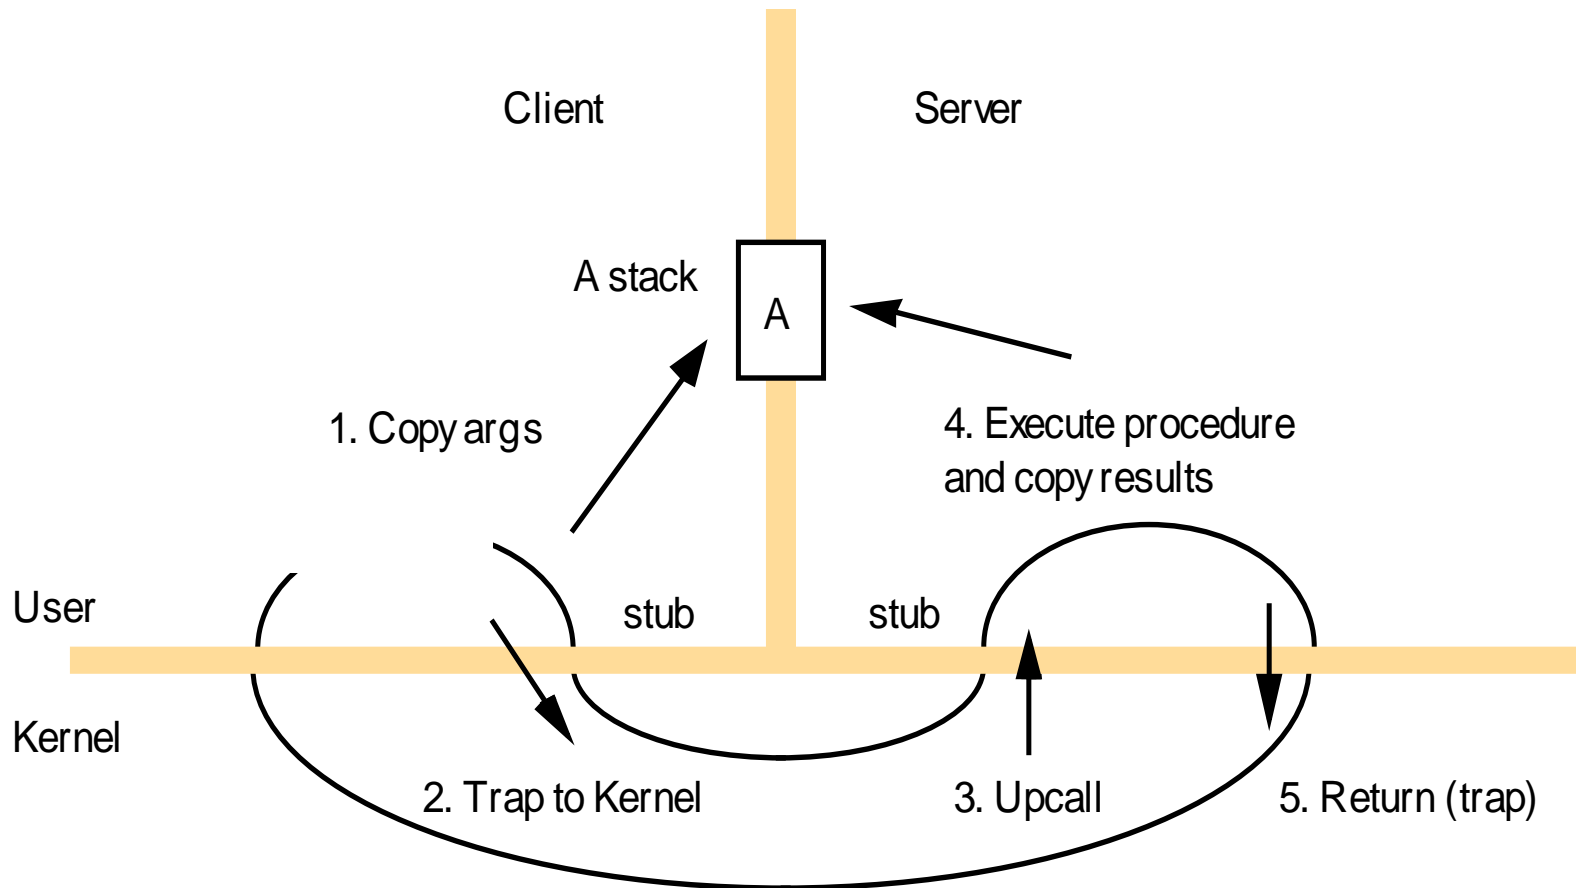 Client
Server
A stack
A
1. Copy args
4. Execute procedure
and copy results
User
stub
stub
Kernel
2. Trap to Kernel
3. Upcall
5. Return (trap)